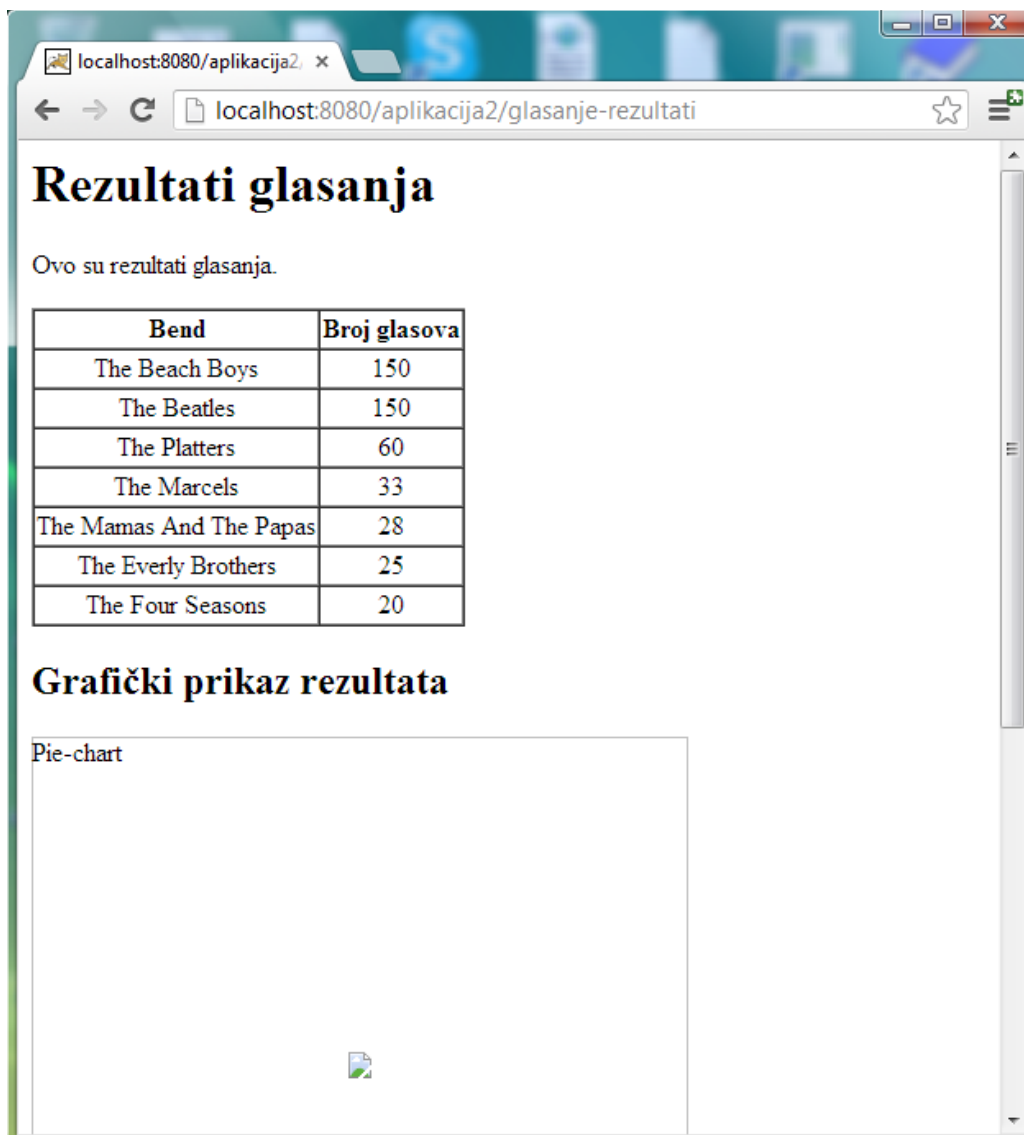 localhost:8080/aplikacija2,
localhost:8080/aplikacija2/glasanje-rezultati
Rezultati glasanja
Ovo su rezultati glasanja.
Bend Broj glasova
The Beach Boys 150
The Beatles 150
The Platters 60
The Marcels 33
The Mamas And The Papas 28
The Everly Brothers 25
The Four Seasons 20
Grafički prikaz rezultata
Pie-chart